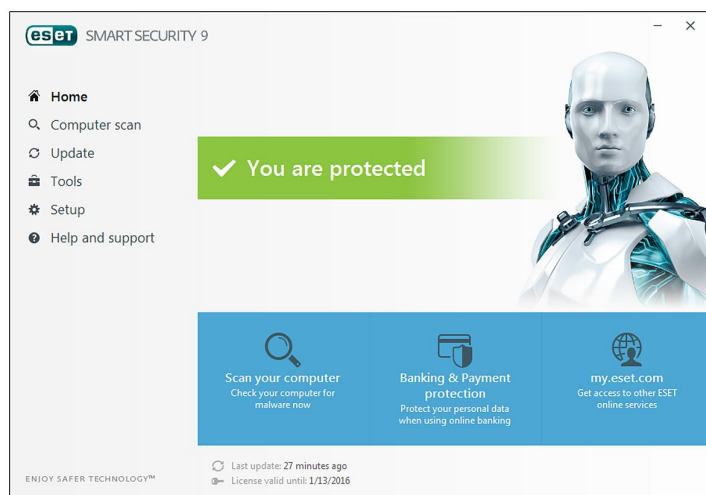 eset SMART SECURITY 9
Home
Computer scan
Update
Tools
Setup
Help and support
You are protected
Scan your computer
Check your computer for
malware now
Banking & Payment
protection
Protect your personal data
when using online banking
my.eset.com
Get access to other ESET
online services
Last update: 27 minutes ago
License valid until: 1/13/2016
ENJOY SAFER TECHNOLOGY™